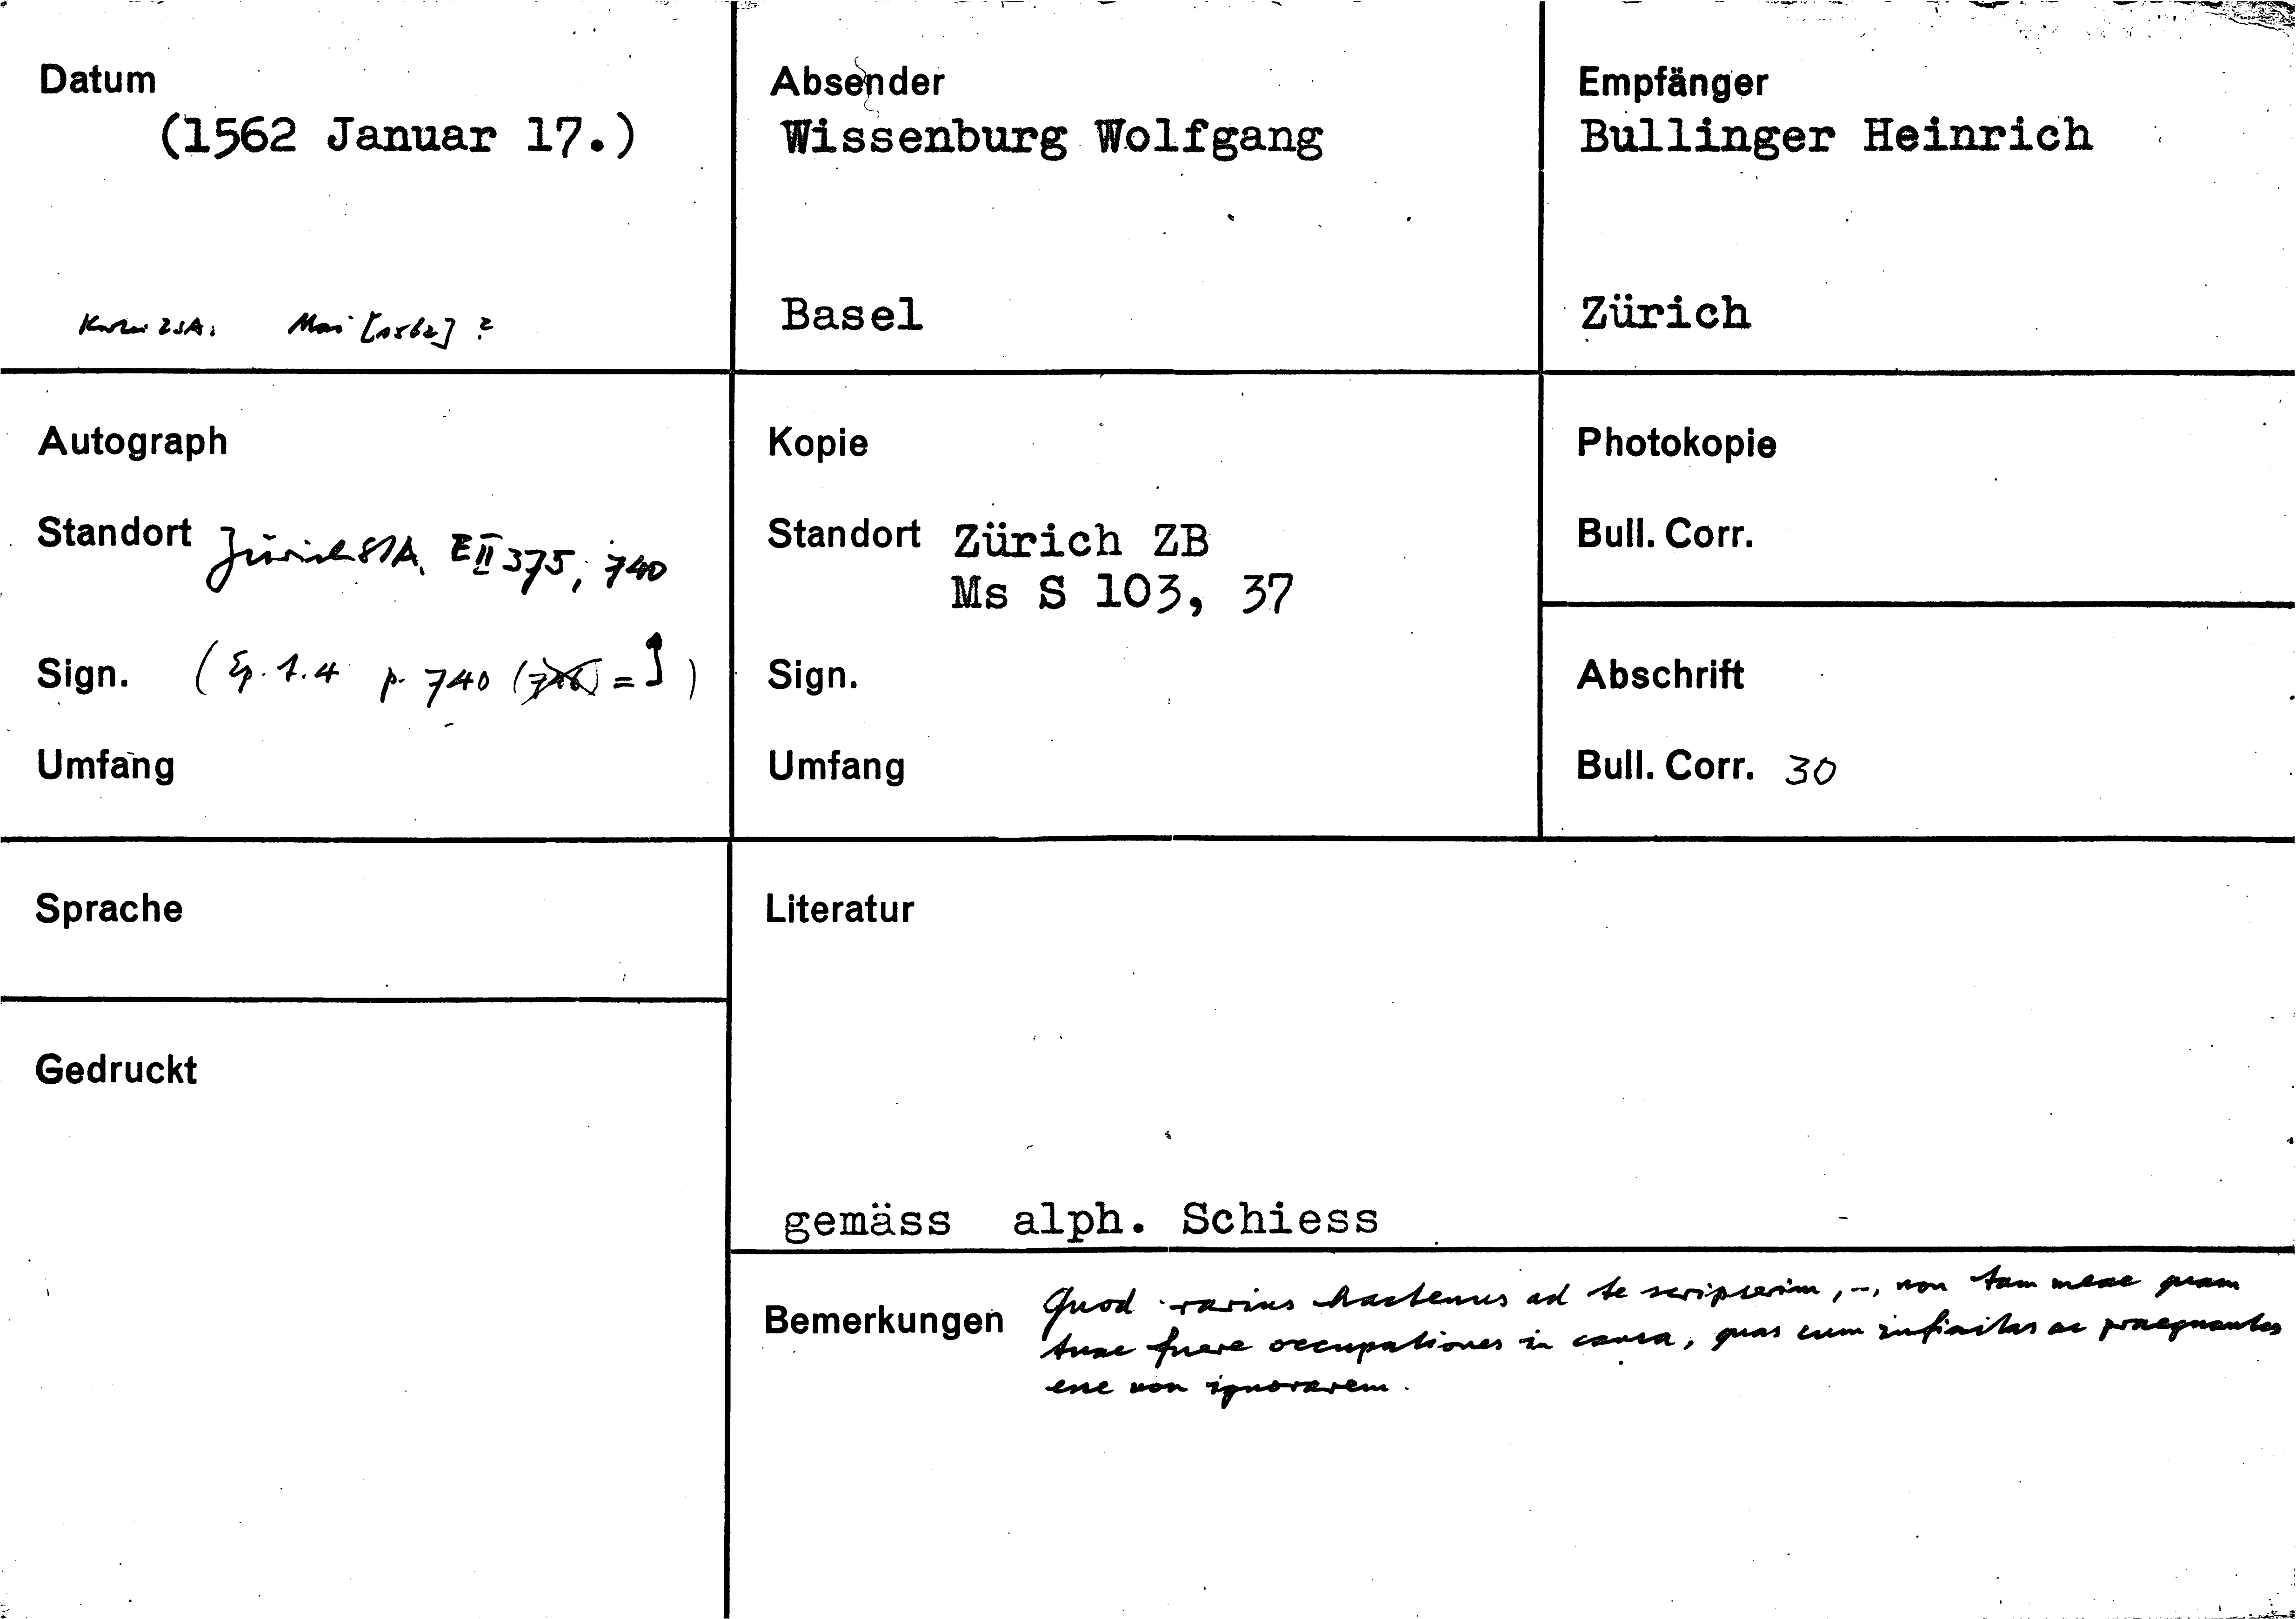 Datum
(1562 Januar 17.)
Kartei ZSA: Mai [1562] ?
Absender
Wissenburg Wolfgang
Basel
Empfänger
Bullinger Heinrich
Zürich
Autograph
Standort Zürich StA, E II 375, 740
Sign. (Ep. T. 4 p. 740 ( = )
Umfang
Kopie
Standort Zürich ZB
Ms S 103, 37
Sign.
Umfang
Photokopie
Bull. Corr.
Abschrift
Bull. Corr. 30
Sprache
Gedruckt
Literatur
gemäss alph. Schiess
Bemerkungen Quod rarius hactenus ad te scripserim, -, non tam meae quam
tuae fuere occupationes in causa, quas cum infinitas ac praegnantes
esse non ignorarem.